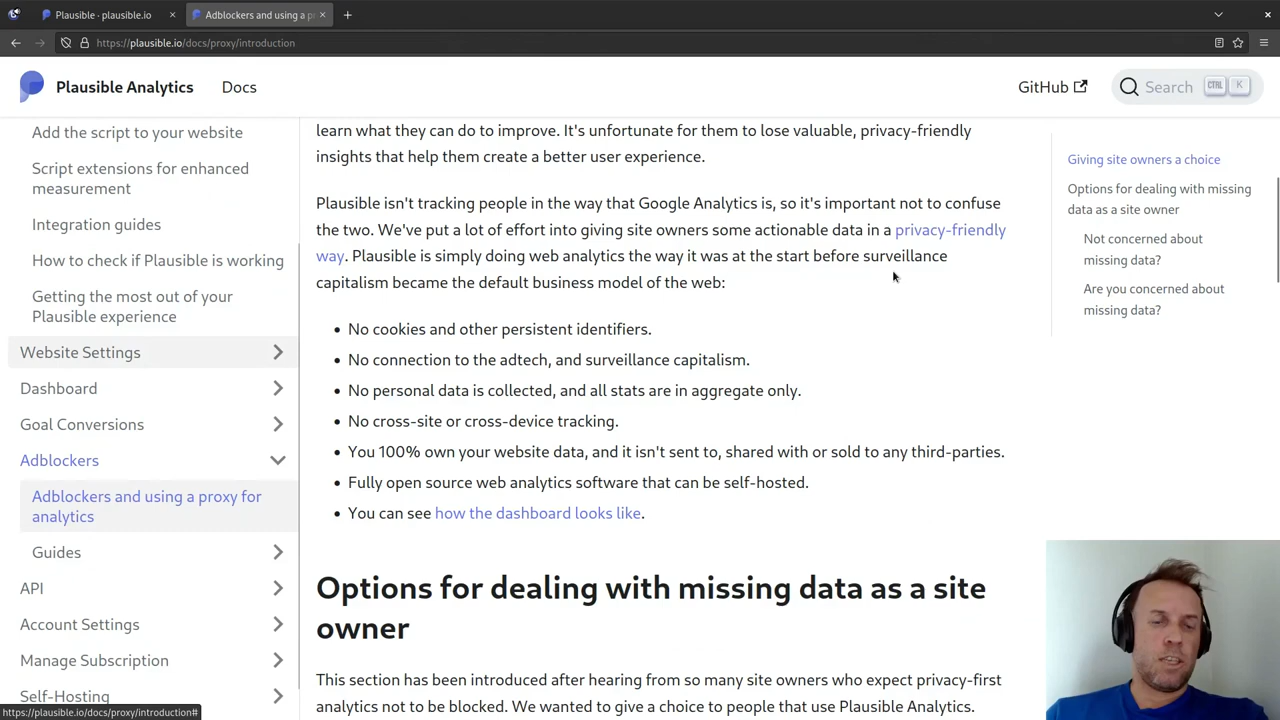 Plausible · plausible.io
Adblockers and using a p
https://plausible.io/docs/proxy/introduction
Plausible Analytics
Docs
GitHub
Search
CTRL
K
Add the script to your website
Script extensions for enhanced
measurement
Integration guides
How to check if Plausible is working
Getting the most out of your
Plausible experience
Website Settings
Dashboard
Goal Conversions
Adblockers
Adblockers and using a proxy for
analytics
Guides
API
Account Settings
Manage Subscription
Self-Hosting
https://plausible.io/docs/proxy/introduction#
learn what they can do to improve. It's unfortunate for them to lose valuable, privacy-friendly
insights that help them create a better user experience.
Plausible isn't tracking people in the way that Google Analytics is, so it's important not to confuse
the two. We've put a lot of effort into giving site owners some actionable data in a privacy-friendly
way. Plausible is simply doing web analytics the way it was at the start before surveillance
capitalism became the default business model of the web:
• No cookies and other persistent identifiers.
• No connection to the adtech, and surveillance capitalism.
• No personal data is collected, and all stats are in aggregate only.
• No cross-site or cross-device tracking.
• You 100% own your website data, and it isn't sent to, shared with or sold to any third-parties.
• Fully open source web analytics software that can be self-hosted.
• You can see how the dashboard looks like.
Options for dealing with missing data as a site
owner
This section has been introduced after hearing from so many site owners who expect privacy-first
analytics not to be blocked. We wanted to give a choice to people that use Plausible Analytics.
Giving site owners a choice
Options for dealing with missing
data as a site owner
Not concerned about
missing data?
Are you concerned about
missing data?